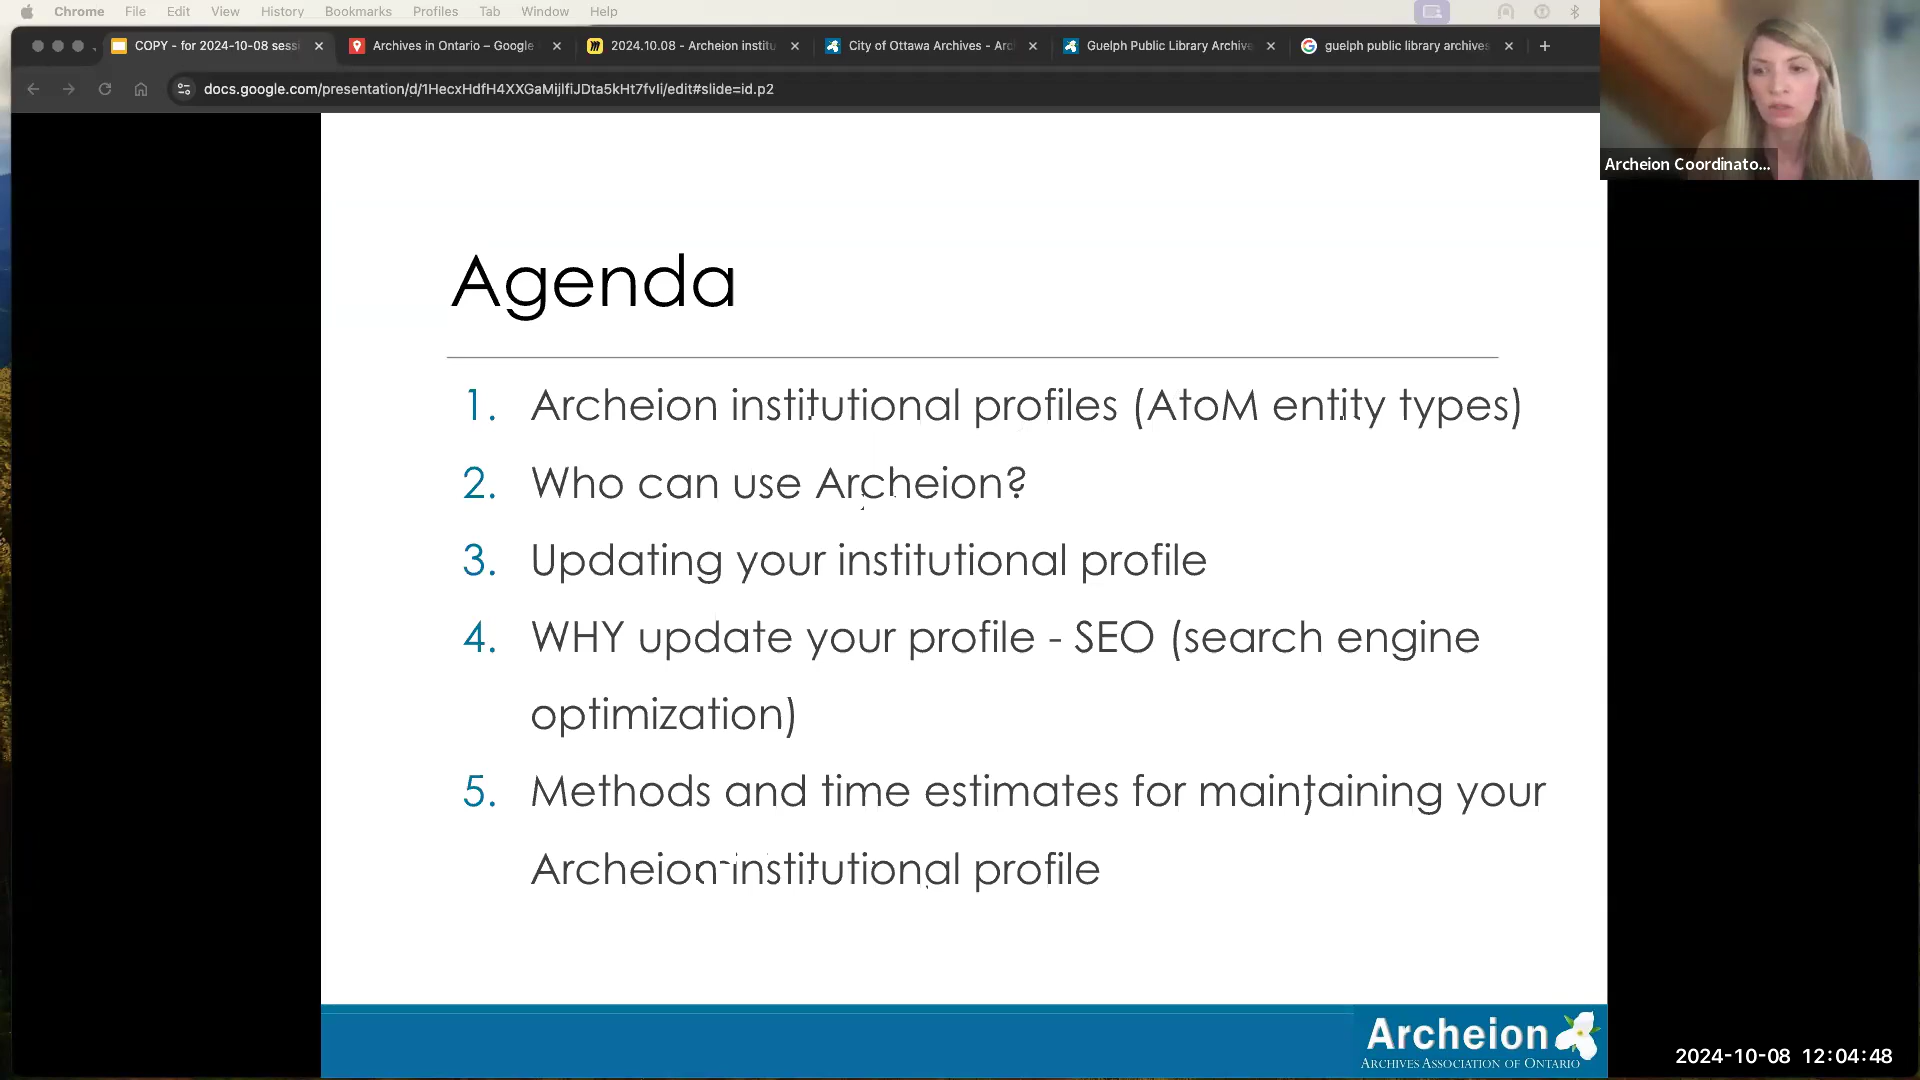 Chrome File Edit View History Bookmarks Profiles Tab Window Help
COPY - for 2024-10-08 sessi
Archives in Ontario – Google
2024.10.08 - Archeion institu
City of Ottawa Archives - Arc
Guelph Public Library Archive
guelph public library archives
docs.google.com/presentation/d/1HecxHdfH4XXGaMijlfiJDta5kHt7fvIi/edit#slide=id.p2
Archeion Coordinato...
Agenda
1. Archeion institutional profiles (AtoM entity types)
2. Who can use Archeion?
3. Updating your institutional profile
4. WHY update your profile - SEO (search engine
optimization)
5. Methods and time estimates for maintaining your
Archeion institutional profile
Archeion
ARCHIVES ASSOCIATION OF ONTARIO
2024-10-08 12:04:48